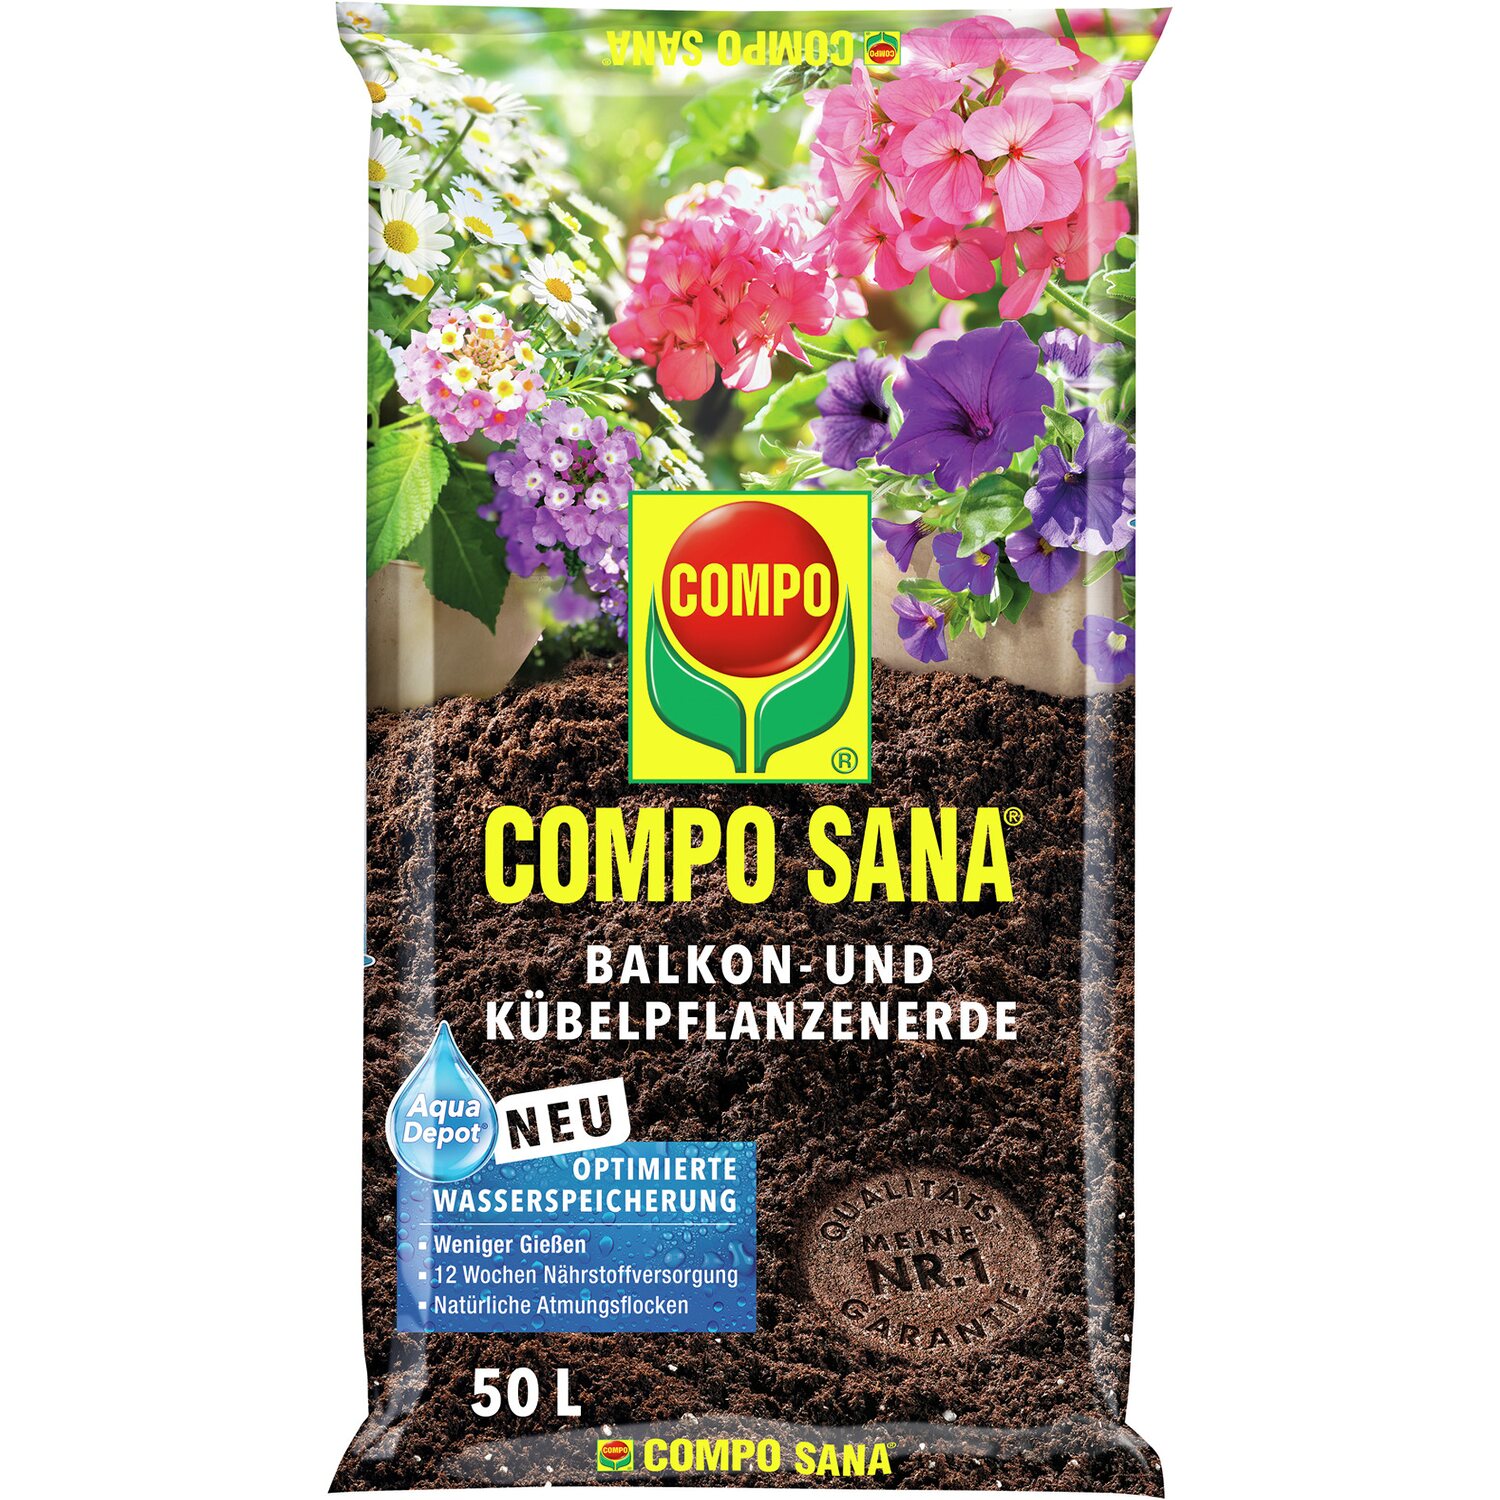 COMPO SANA®
COMPO
COMPO
®
COMPO SANA®
BALKON- UND
KÜBELPFLANZENERDE
Aqua
Depot®
NEU
OPTIMIERTE
WASSERSPEICHERUNG
▪ Weniger Gießen
▪ 12 Wochen Nährstoffversorgung
▪ Natürliche Atmungsflocken
QUALITÄTS-
MEINE
NR.1
GARANTIE
50 L
COMPO
COMPO SANA®